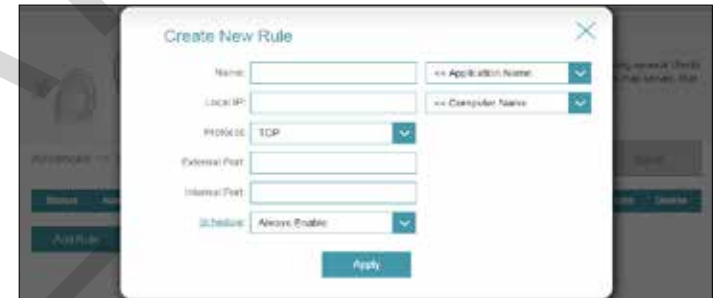 Create New Rule
Name: << Application Name
Local IP: << Computer Name
Protocol: TCP
External Port:
Internal Port:
Schedule: Always Enable
Apply
Add Rule